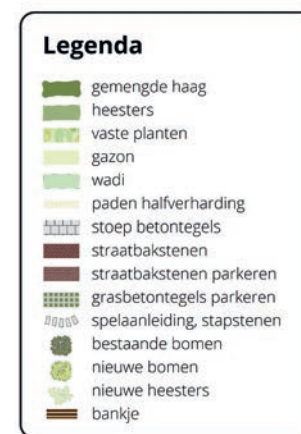 Legenda
gemengde haag
heesters
vaste planten
gazon
wadi
paden halfverharding
stoep betontegels
straatbakstenen
straatbakstenen parkeren
grasbetontegels parkeren
spelaanleiding, stapstenen
bestaande bomen
nieuwe bomen
nieuwe heesters
bankje